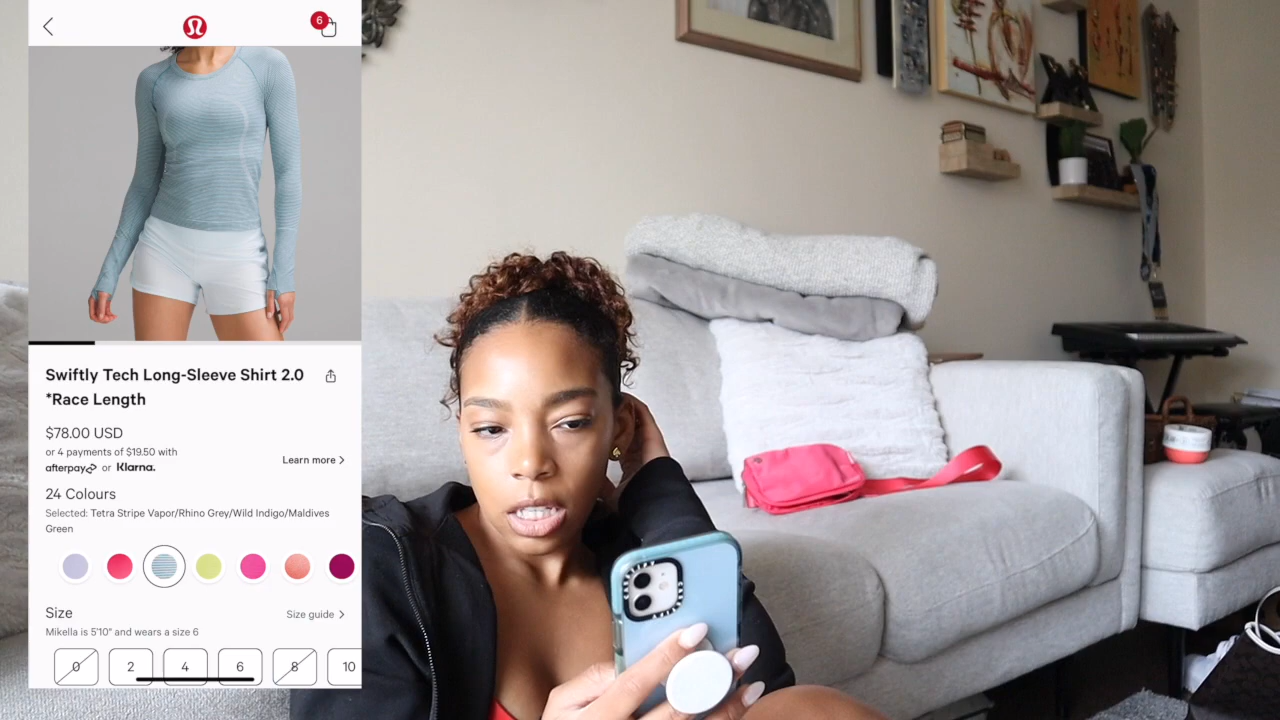 6
Swiftly Tech Long-Sleeve Shirt 2.0
*Race Length
$78.00 USD
or 4 payments of $19.50 with
afterpay or Klarna.
Learn more >
24 Colours
Selected: Tetra Stripe Vapor/Rhino Grey/Wild Indigo/Maldives
Green
Size
Size guide >
Mikella is 5'10" and wears a size 6
0 2 4 6 8 10